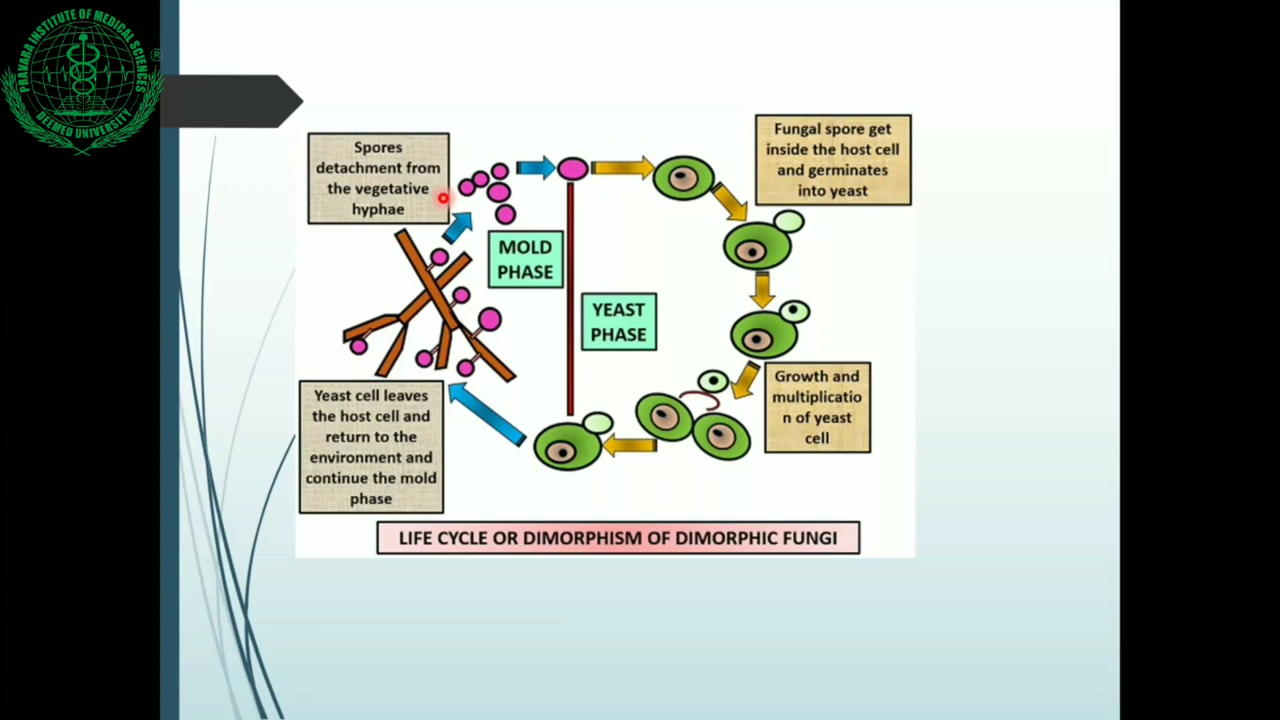 PRAVARA INSTITUTE OF MEDICAL SCIENCES
DEEMED UNIVERSITY
®
Spores
detachment from
the vegetative
hyphae
Fungal spore get
inside the host cell
and germinates
into yeast
MOLD
PHASE
YEAST
PHASE
Growth and
multiplicatio
n of yeast
cell
Yeast cell leaves
the host cell and
return to the
environment and
continue the mold
phase
LIFE CYCLE OR DIMORPHISM OF DIMORPHIC FUNGI